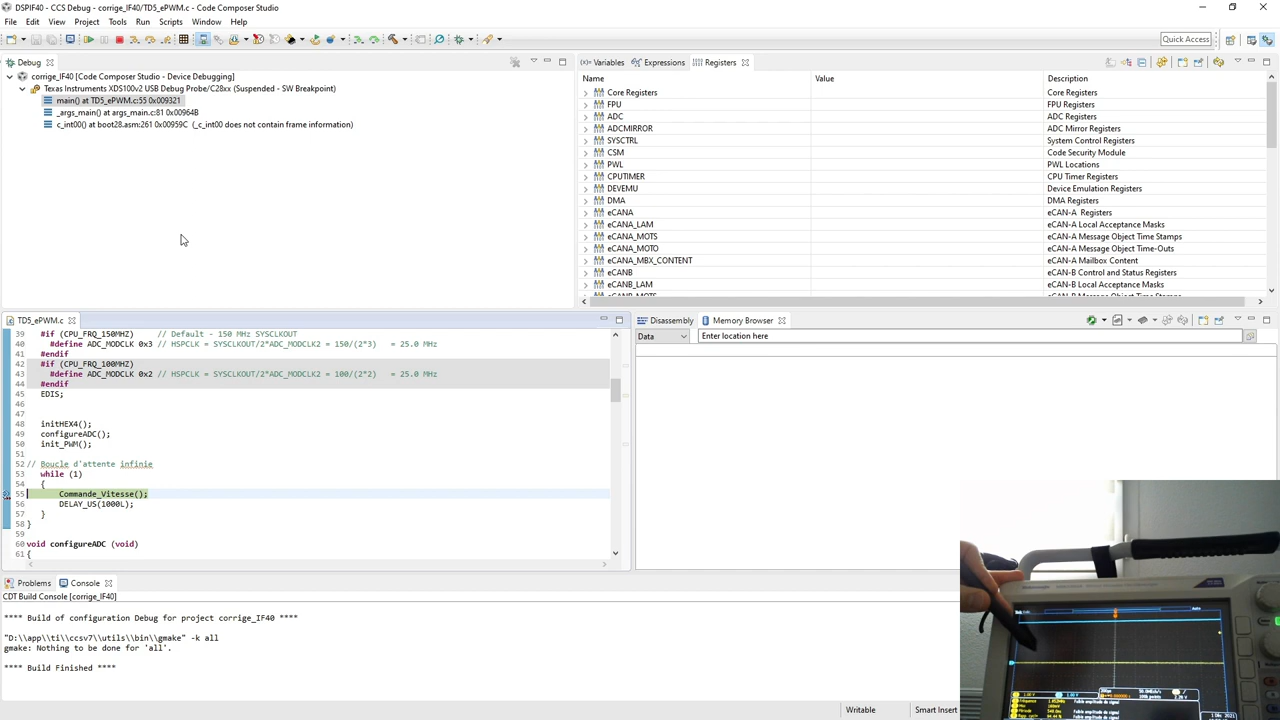 DSPIF40 - CCS Debug - corrige_IF40/TD5_ePWM.c - Code Composer Studio
File Edit View Project Tools Run Scripts Window Help
Quick Access
Debug
corrige_IF40 [Code Composer Studio - Device Debugging]
Texas Instruments XDS100v2 USB Debug Probe/C28xx (Suspended - SW Breakpoint)
main() at TD5_ePWM.c:55 0x009321
_args_main() at args_main.c:81 0x00964B
c_int00() at boot28.asm:261 0x00959C (_c_int00 does not contain frame information)
Variables Expressions Registers
Name Value Description
Core Registers Core Registers
FPU FPU Registers
ADC ADC Registers
ADCMIRROR ADC Mirror Registers
SYSCTRL System Control Registers
CSM Code Security Module
PWL PWL Locations
CPUTIMER CPU Timer Registers
DEVEMU Device Emulation Registers
DMA DMA Registers
eCANA eCAN-A Registers
eCANA_LAM eCAN-A Local Acceptance Masks
eCANA_MOTS eCAN-A Message Object Time Stamps
eCANA_MOTO eCAN-A Message Object Time-Outs
eCANA_MBX_CONTENT eCAN-A Mailbox Content
eCANB eCAN-B Control and Status Registers
eCANB_LAM eCAN-B Local Acceptance Masks
eCANB_MOTS eCAN-B Message Object Time Stamps
TD5_ePWM.c
39 #if (CPU_FRQ_150MHZ) // Default - 150 MHz SYSCLKOUT
40 #define ADC_MODCLK 0x3 // HSPCLK = SYSCLKOUT/2*ADC_MODCLK2 = 150/(2*3) = 25.0 MHz
41 #endif
42 #if (CPU_FRQ_100MHZ)
43 #define ADC_MODCLK 0x2 // HSPCLK = SYSCLKOUT/2*ADC_MODCLK2 = 100/(2*2) = 25.0 MHz
44 #endif
45 EDIS;
46
47
48 initHEX4();
49 configureADC();
50 init_PWM();
51
52 // Boucle d'attente infinie
53 while (1)
54 {
55 Commande_Vitesse();
56 DELAY_US(1000L);
57 }
58 }
59
60 void configureADC (void)
61 {
Disassembly Memory Browser
Data Enter location here
Problems Console
CDT Build Console [corrige_IF40]
**** Build of configuration Debug for project corrige_IF40 ****
"D:\\app\\ti\\ccsv7\\utils\\bin\\gmake" -k all
gmake: Nothing to be done for 'all'.
**** Build Finished ****
Writable Smart Insert